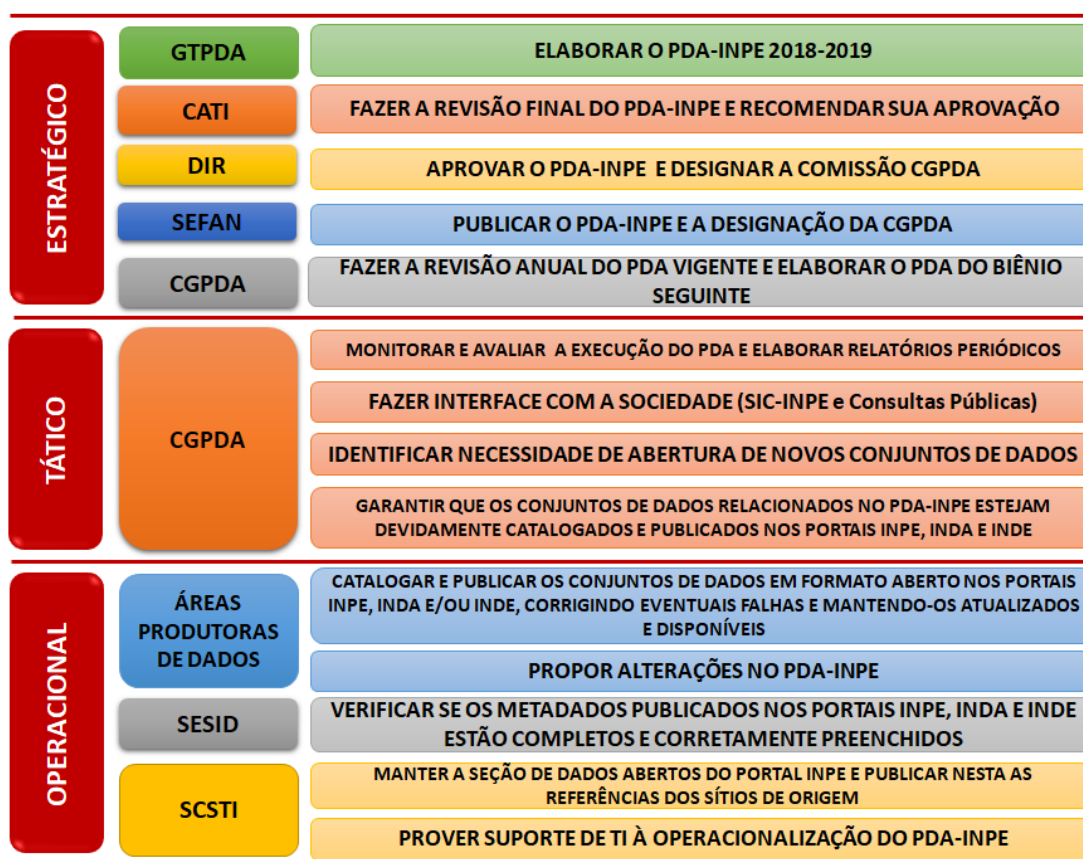 ESTRATÉGICO
GTPDA
ELABORAR O PDA-INPE 2018-2019
CATI
FAZER A REVISÃO FINAL DO PDA-INPE E RECOMENDAR SUA APROVAÇÃO
DIR
APROVAR O PDA-INPE E DESIGNAR A COMISSÃO CGPDA
SEFAN
PUBLICAR O PDA-INPE E A DESIGNAÇÃO DA CGPDA
CGPDA
FAZER A REVISÃO ANUAL DO PDA VIGENTE E ELABORAR O PDA DO BIÊNIO
SEGUINTE
TÁTICO
CGPDA
MONITORAR E AVALIAR A EXECUÇÃO DO PDA E ELABORAR RELATÓRIOS PERIÓDICOS
FAZER INTERFACE COM A SOCIEDADE (SIC-INPE e Consultas Públicas)
IDENTIFICAR NECESSIDADE DE ABERTURA DE NOVOS CONJUNTOS DE DADOS
GARANTIR QUE OS CONJUNTOS DE DADOS RELACIONADOS NO PDA-INPE ESTEJAM
DEVIDAMENTE CATALOGADOS E PUBLICADOS NOS PORTAIS INPE, INDA E INDE
OPERACIONAL
ÁREAS
PRODUTORAS
DE DADOS
CATALOGAR E PUBLICAR OS CONJUNTOS DE DADOS EM FORMATO ABERTO NOS PORTAIS
INPE, INDA E/OU INDE, CORRIGINDO EVENTUAIS FALHAS E MANTENDO-OS ATUALIZADOS
E DISPONÍVEIS
PROPOR ALTERAÇÕES NO PDA-INPE
SESID
VERIFICAR SE OS METADADOS PUBLICADOS NOS PORTAIS INPE, INDA E INDE
ESTÃO COMPLETOS E CORRETAMENTE PREENCHIDOS
SCSTI
MANTER A SEÇÃO DE DADOS ABERTOS DO PORTAL INPE E PUBLICAR NESTA AS
REFERÊNCIAS DOS SÍTIOS DE ORIGEM
PROVER SUPORTE DE TI À OPERACIONALIZAÇÃO DO PDA-INPE